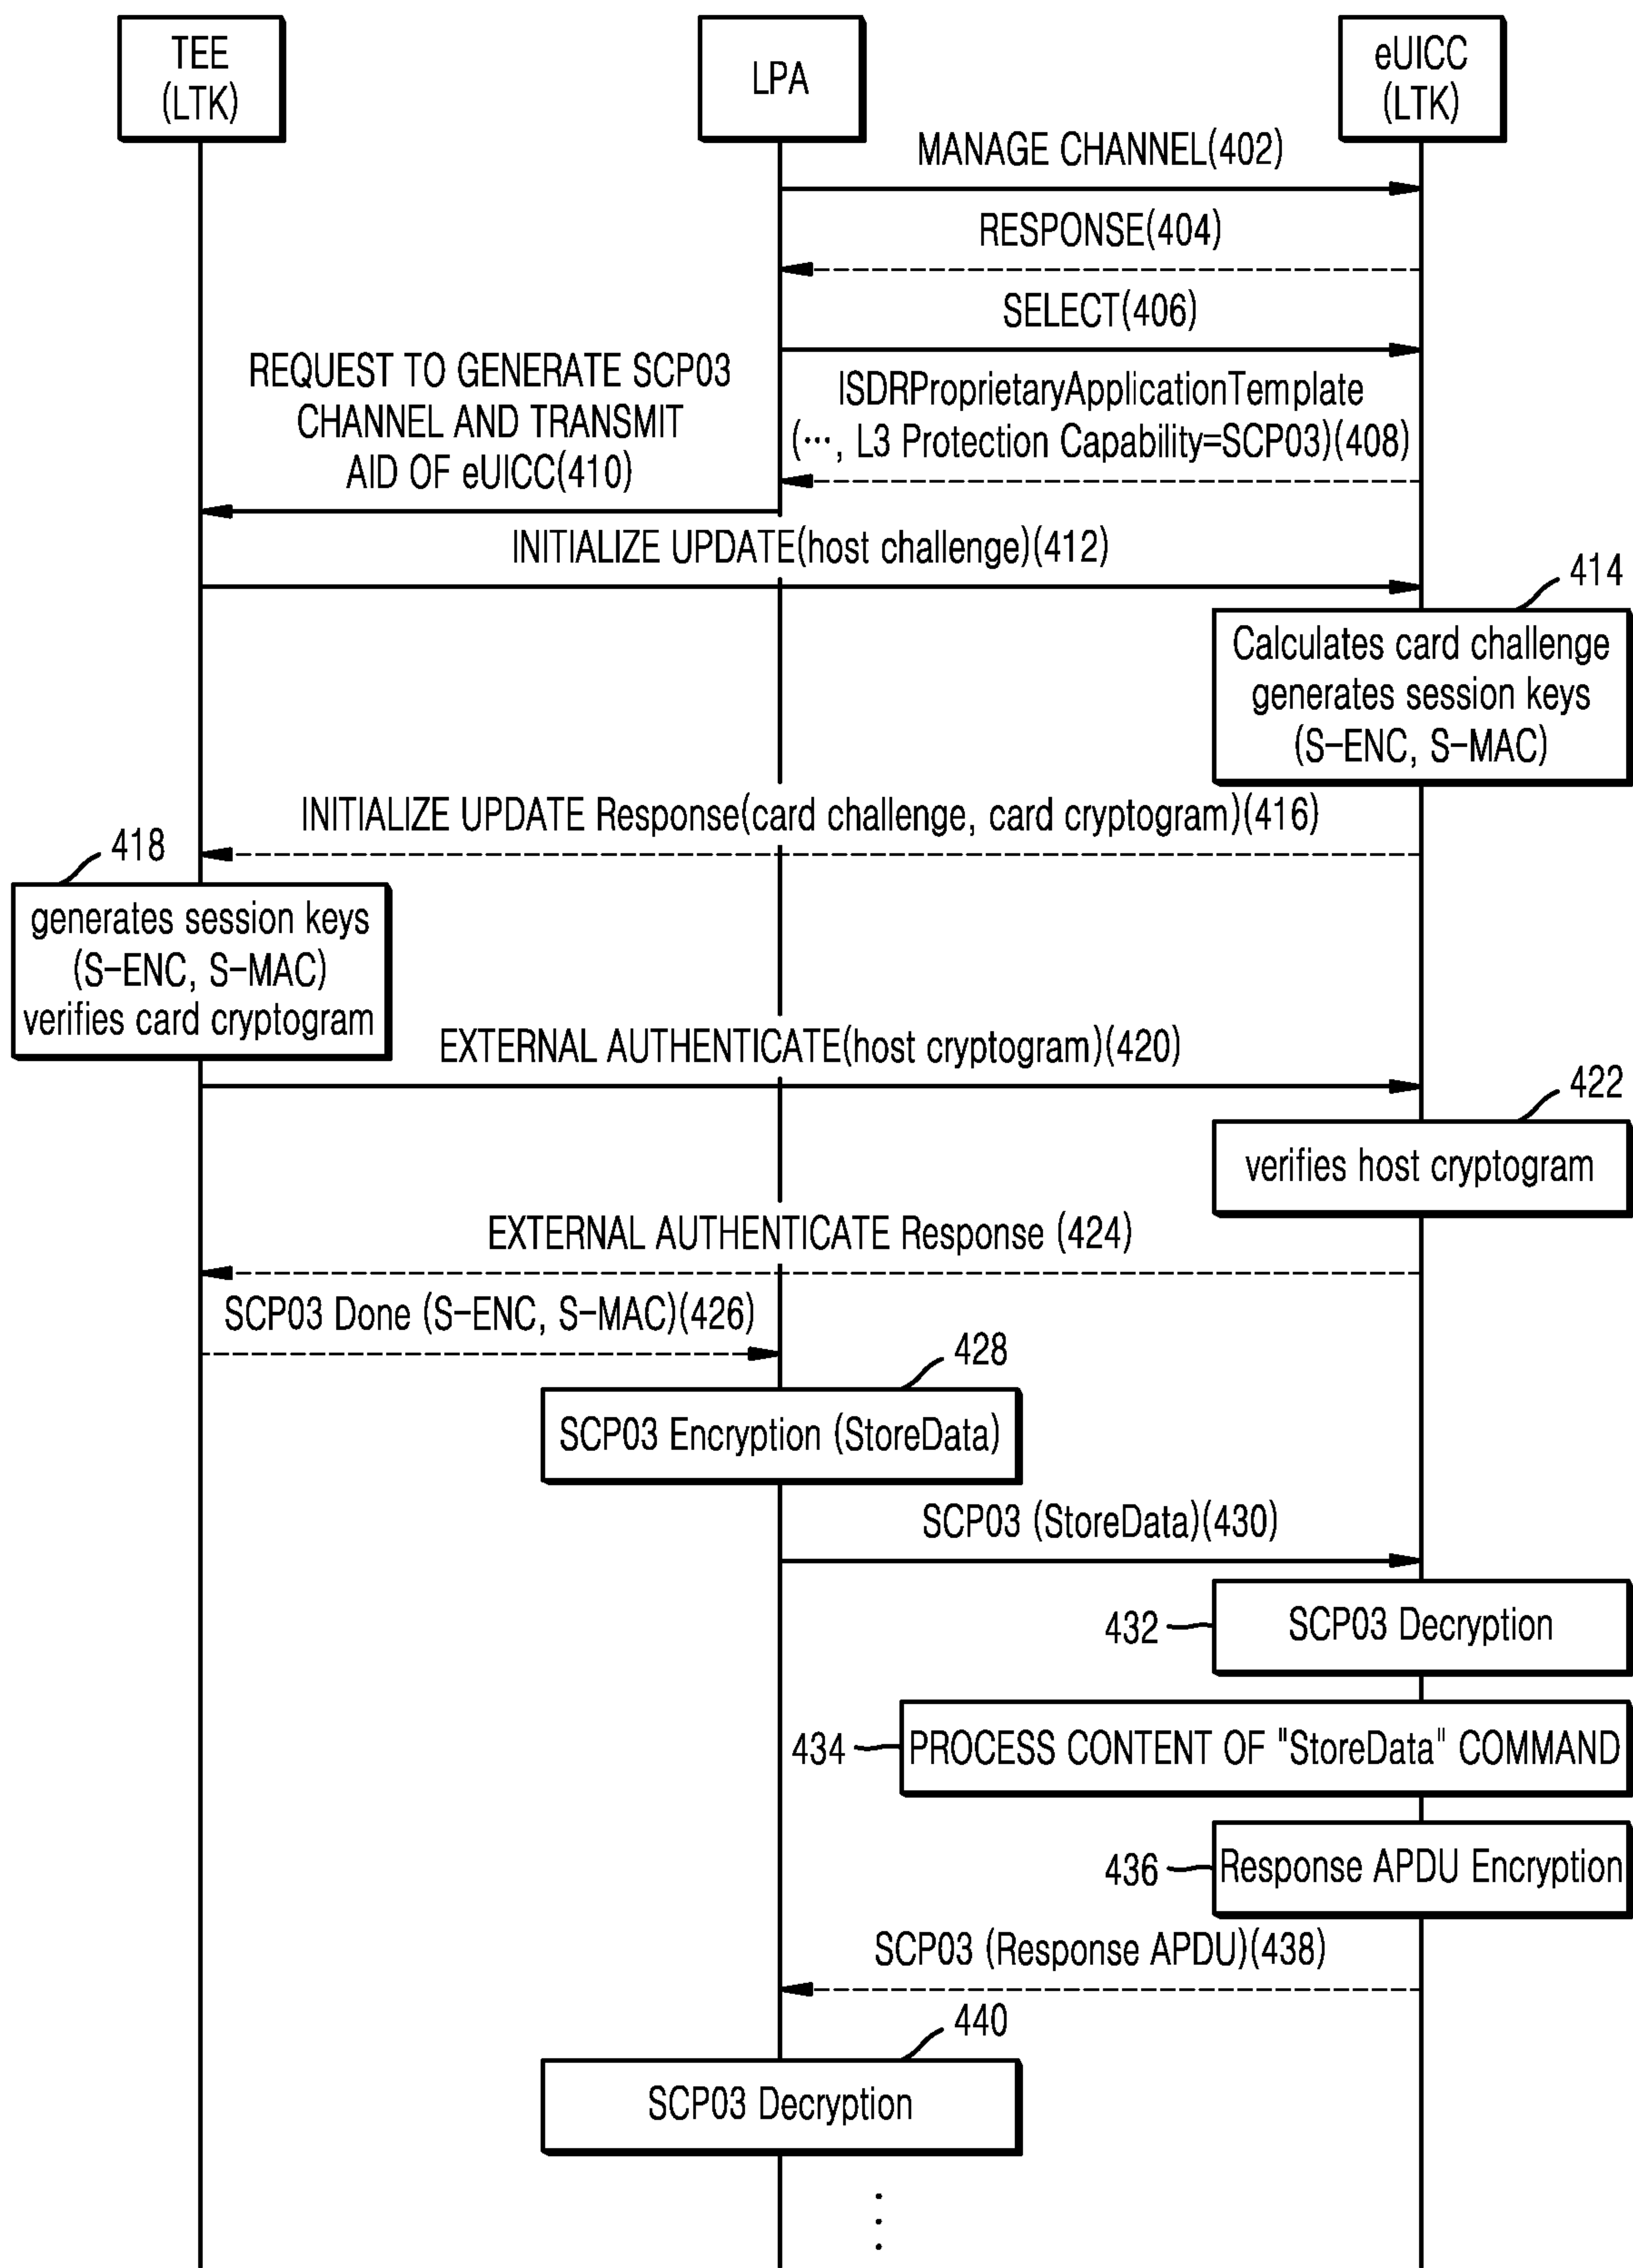 TEE
(LTK)
LPA
eUICC
(LTK)
MANAGE CHANNEL(402)
RESPONSE(404)
SELECT(406)
REQUEST TO GENERATE SCP03
CHANNEL AND TRANSMIT
AID OF eUICC(410)
ISDRProprietaryApplicationTemplate
(···, L3 Protection Capability=SCP03)(408)
INITIALIZE UPDATE(host challenge)(412)
414
Calculates card challenge
generates session keys
(S-ENC, S-MAC)
INITIALIZE UPDATE Response(card challenge, card cryptogram)(416)
418
generates session keys
(S-ENC, S-MAC)
verifies card cryptogram
EXTERNAL AUTHENTICATE(host cryptogram)(420)
422
verifies host cryptogram
EXTERNAL AUTHENTICATE Response (424)
SCP03 Done (S-ENC, S-MAC)(426)
428
SCP03 Encryption (StoreData)
SCP03 (StoreData)(430)
432
SCP03 Decryption
434
PROCESS CONTENT OF "StoreData" COMMAND
436
Response APDU Encryption
SCP03 (Response APDU)(438)
440
SCP03 Decryption